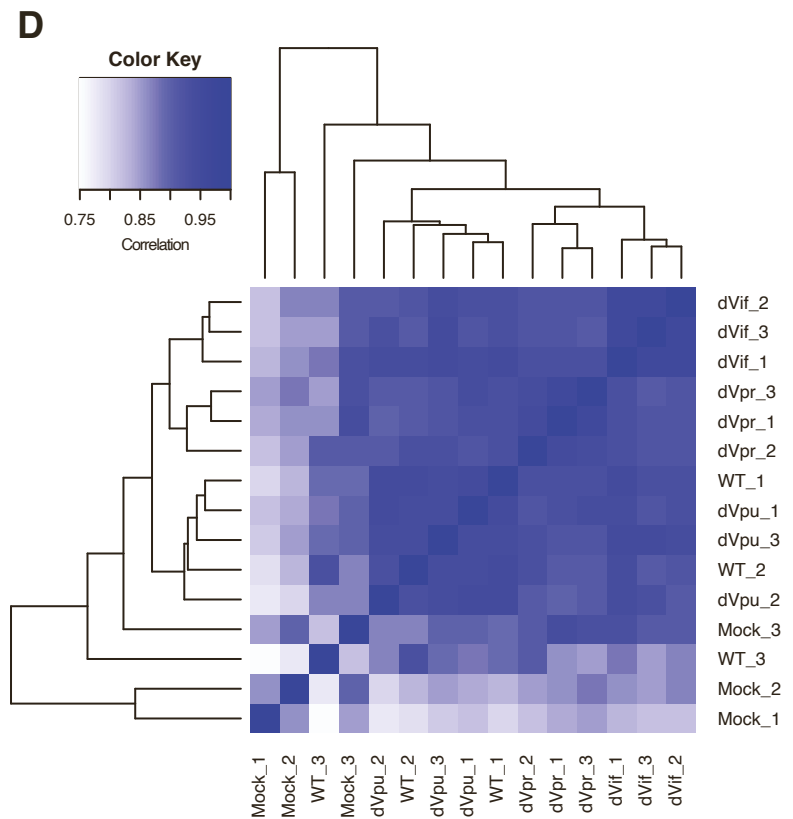 D
Color Key
0.75 0.85 0.95
Correlation
dVif_2
dVif_3
dVif_1
dVpr_3
dVpr_1
dVpr_2
WT_1
dVpu_1
dVpu_3
WT_2
dVpu_2
Mock_3
WT_3
Mock_2
Mock_1
Mock_1
Mock_2
WT_3
Mock_3
dVpu_2
WT_2
dVpu_3
dVpu_1
WT_1
dVpr_2
dVpr_1
dVpr_3
dVif_1
dVif_3
dVif_2